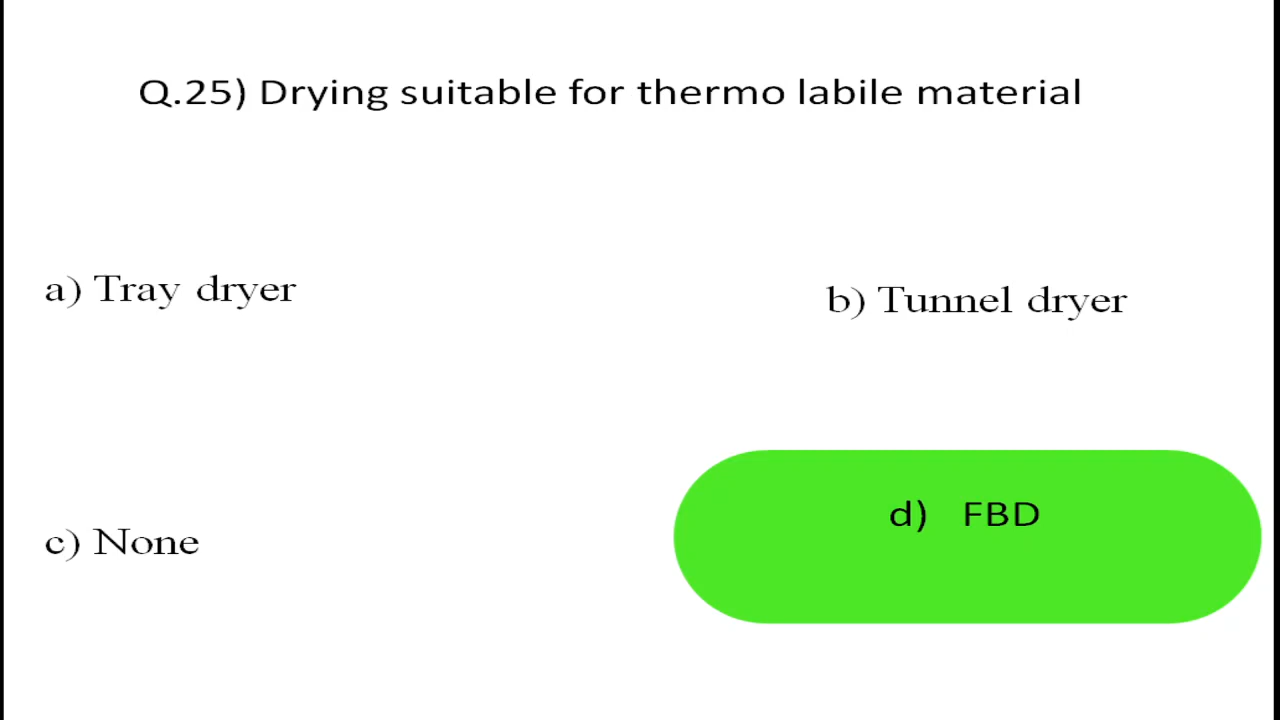 Q.25) Drying suitable for thermo labile material
a) Tray dryer
b) Tunnel dryer
c) None
d) FBD